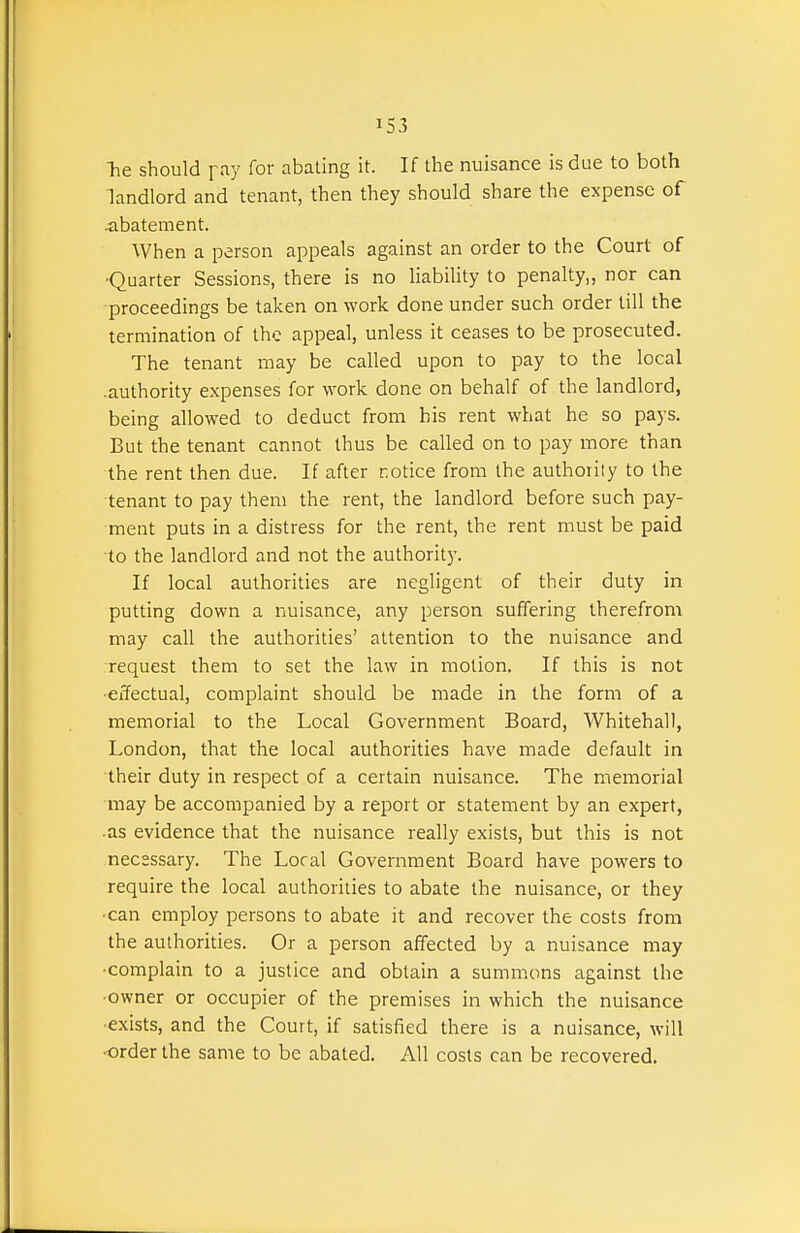 153
he should pay for abating it. If the nuisance is due to both
landlord and tenant, then they should share the expense of
abatement.
When a person appeals against an order to the Court of
Quarter Sessions, there is no liability to penalty,, nor can
proceedings be taken on work done under such order till the
termination of the appeal, unless it ceases to be prosecuted.
The tenant may be called upon to pay to the local
authority expenses for work done on behalf of the landlord,
being allowed to deduct from his rent what he so pays.
But the tenant cannot thus be called on to pay more than
the rent then due. If after notice from the authority to the
tenant to pay them the rent, the landlord before such pay-
ment puts in a distress for the rent, the rent must be paid
to the landlord and not the authority.
If local authorities are negligent of their duty in
putting down a nuisance, any person suffering therefrom
may call the authorities' attention to the nuisance and
request them to set the law in motion. If this is not
effectual, complaint should be made in the form of a
memorial to the Local Government Board, Whitehall,
London, that the local authorities have made default in
their duty in respect of a certain nuisance. The memorial
may be accompanied by a report or statement by an expert,
as evidence that the nuisance really exists, but this is not
necessary. The Local Government Board have powers to
require the local authorities to abate the nuisance, or they
can employ persons to abate it and recover the costs from
the authorities. Or a person affected by a nuisance may
complain to a justice and obtain a summons against the
owner or occupier of the premises in which the nuisance
exists, and the Court, if satisfied there is a nuisance, will
order the same to be abated. All costs can be recovered.